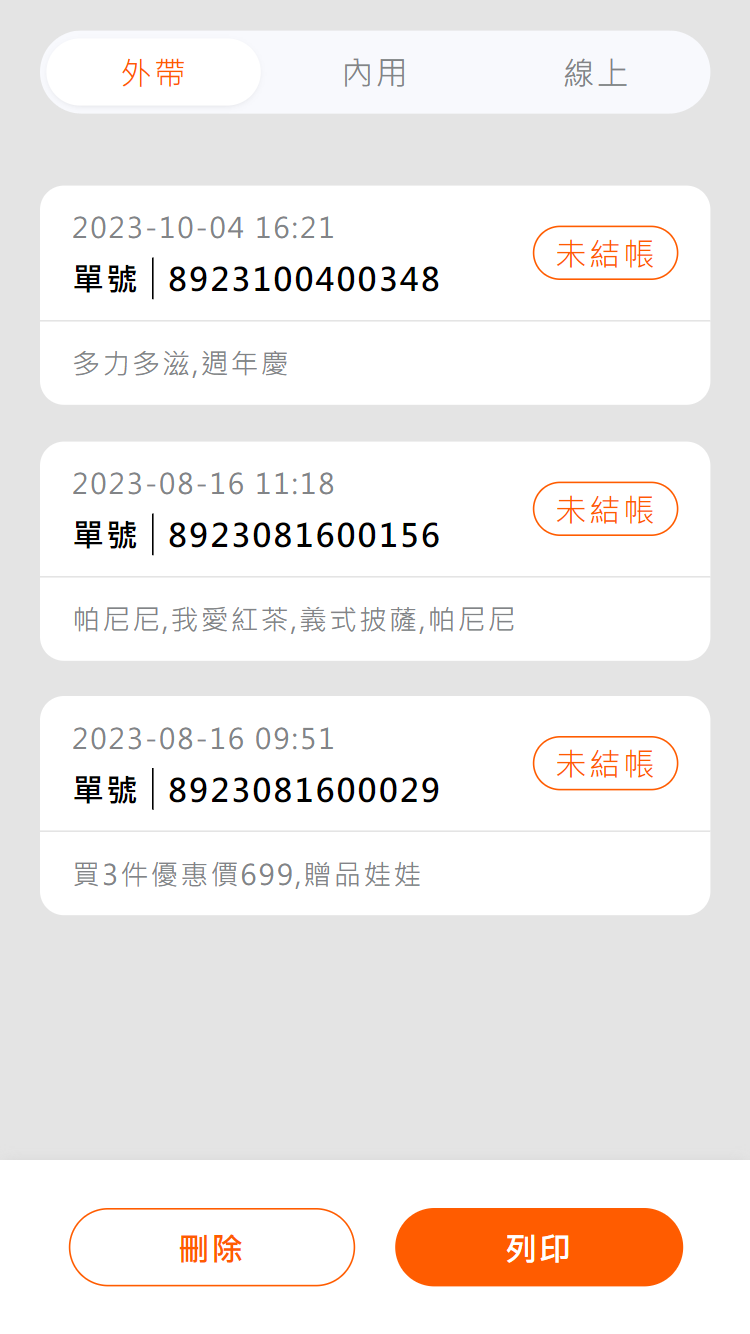 外帶 內用 線上
2023-10-04 16:21
單號 8923100400348
未結帳
多力多滋,週年慶
2023-08-16 11:18
單號 8923081600156
未結帳
帕尼尼,我愛紅茶,義式披薩,帕尼尼
2023-08-16 09:51
單號 8923081600029
未結帳
買3件優惠價699,贈品娃娃
刪除 列印